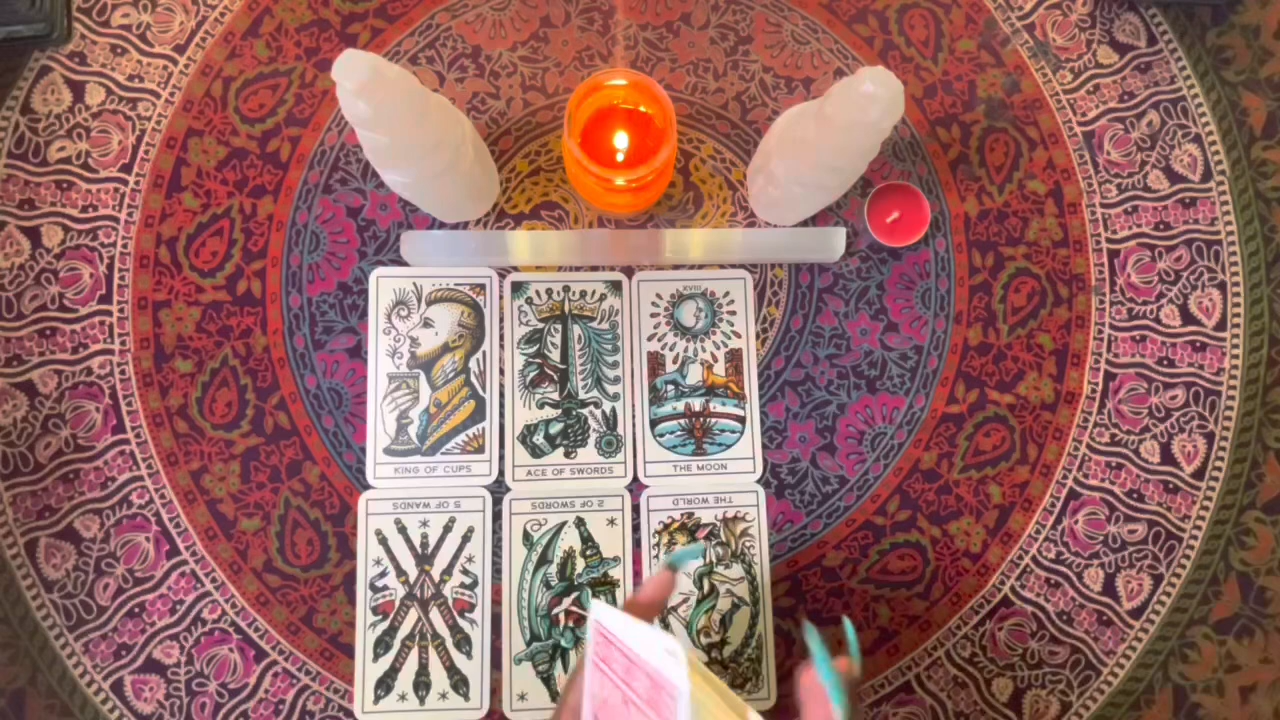 KING OF CUPS
ACE OF SWORDS
XVIII
THE MOON
5 OF WANDS
2 OF SWORDS
THE WORLD